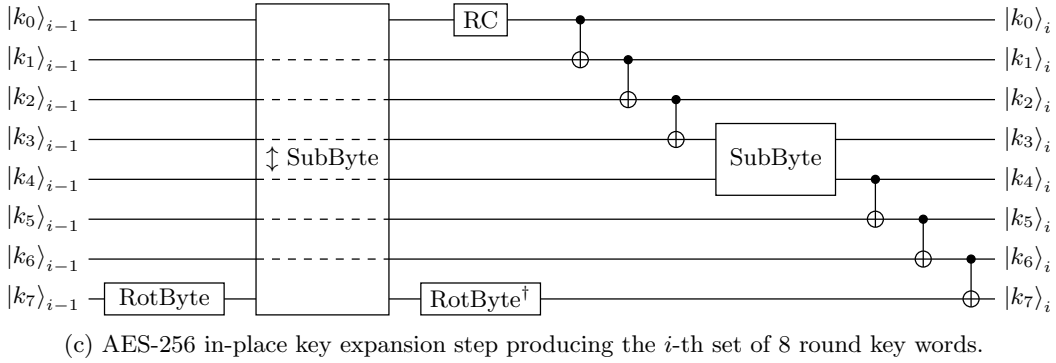 |k₀⟩ᵢ₋₁ RC |k₀⟩ᵢ
|k₁⟩ᵢ₋₁ |k₁⟩ᵢ
|k₂⟩ᵢ₋₁ |k₂⟩ᵢ
|k₃⟩ᵢ₋₁ |k₃⟩ᵢ
↕ SubByte SubByte
|k₄⟩ᵢ₋₁ |k₄⟩ᵢ
|k₅⟩ᵢ₋₁ |k₅⟩ᵢ
|k₆⟩ᵢ₋₁ |k₆⟩ᵢ
|k₇⟩ᵢ₋₁ RotByte RotByte† |k₇⟩ᵢ
(c) AES-256 in-place key expansion step producing the i-th set of 8 round key words.